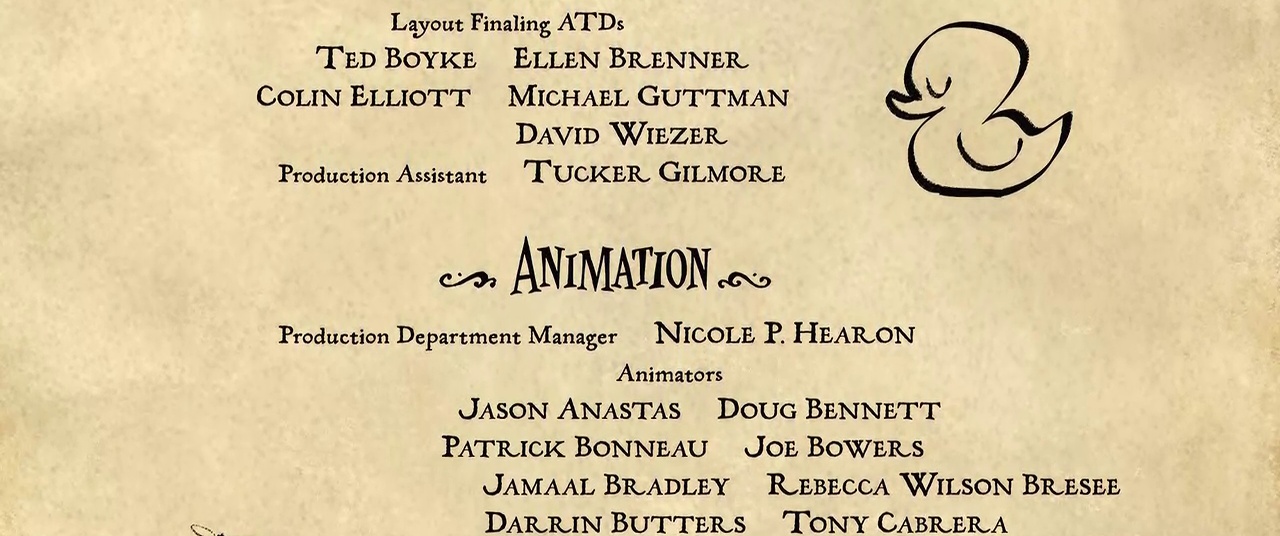 Layout Finaling ATDs
TED BOYKE ELLEN BRENNER
COLIN ELLIOTT MICHAEL GUTTMAN
DAVID WIEZER
Production Assistant TUCKER GILMORE
ANIMATION
Production Department Manager NICOLE P. HEARON
Animators
JASON ANASTAS DOUG BENNETT
PATRICK BONNEAU JOE BOWERS
JAMAAL BRADLEY REBECCA WILSON BRESEE
DARRIN BUTTERS TONY CABRERA